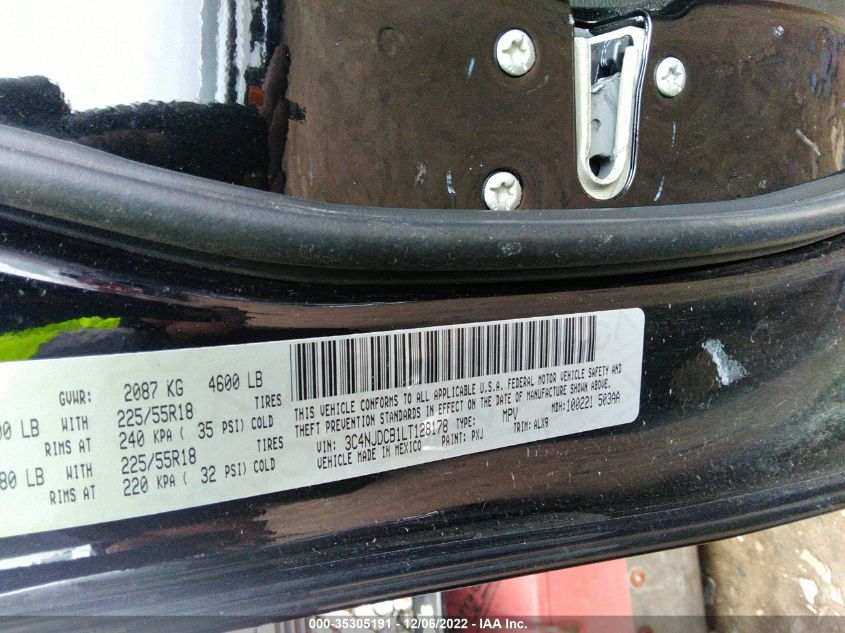 GVWR: 2087 KG 4600 LB
00 LB WITH 225/55R18 TIRES
RIMS AT 240 KPA ( 35 PSI) COLD
80 LB WITH 225/55R18 TIRES
RIMS AT 220 KPA ( 32 PSI) COLD
THIS VEHICLE CONFORMS TO ALL APPLICABLE U.S.A. FEDERAL MOTOR VEHICLE SAFETY AND
THEFT PREVENTION STANDARDS IN EFFECT ON THE DATE OF MANUFACTURE SHOWN ABOVE.
VIN: 3C4NJDCB1LT128178 TYPE: MPV MDH:100221 503AA
VEHICLE MADE IN MEXICO PAINT: PXJ TRIM: ALX9
000-35305191 - 12/06/2022 - IAA Inc.